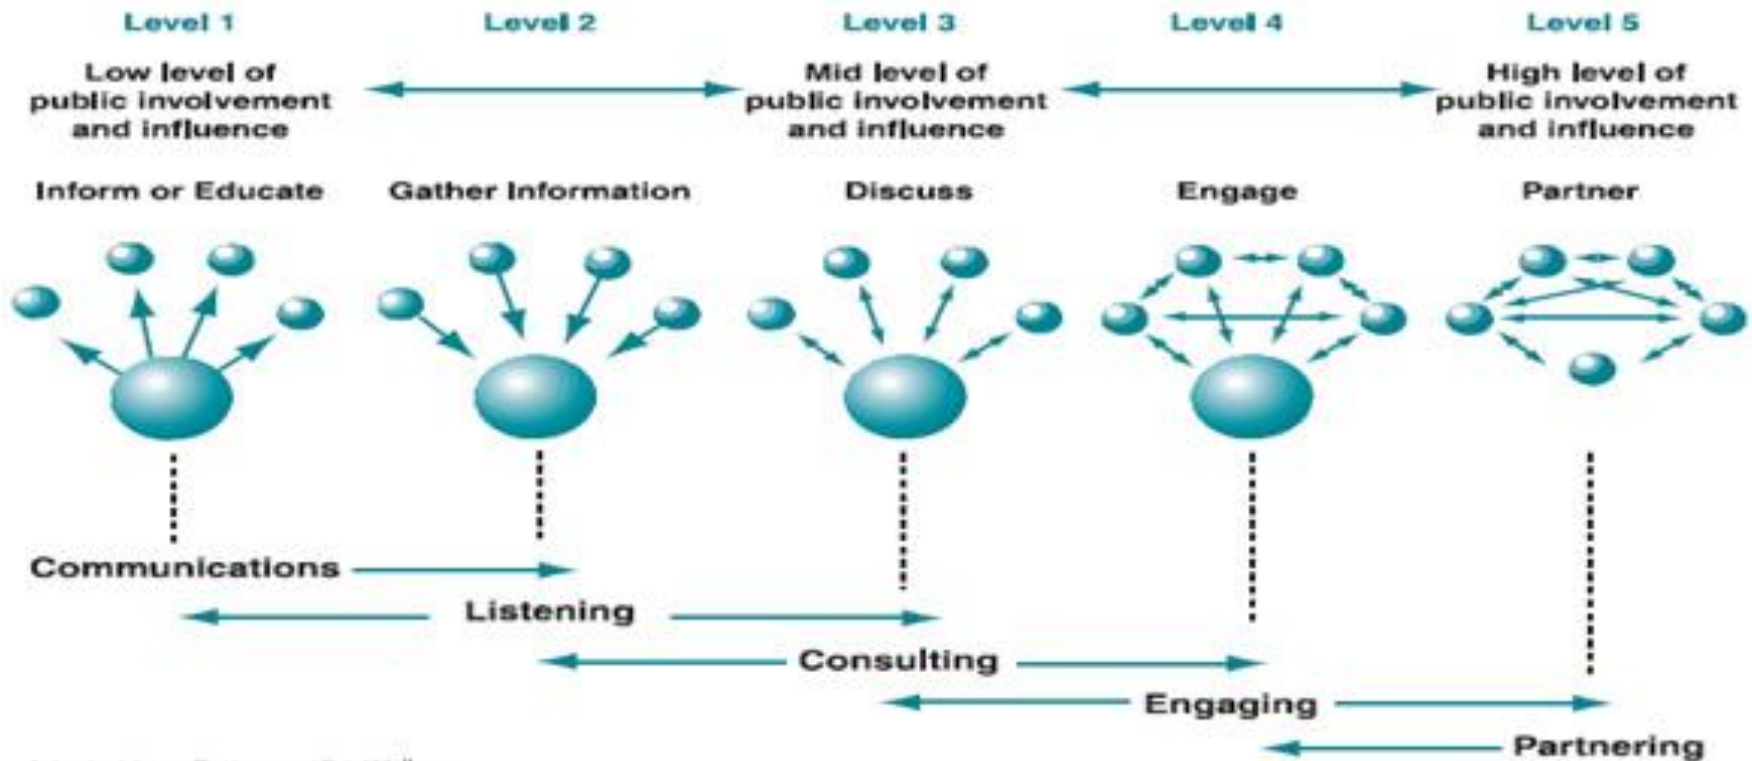 Level 1
Level 2
Level 3
Level 4
Level 5
Low level of
public involvement
and influence
Mid level of
public involvement
and influence
High level of
public involvement
and influence
Inform or Educate
Gather Information
Discuss
Engage
Partner
Communications
Listening
Consulting
Engaging
Partnering